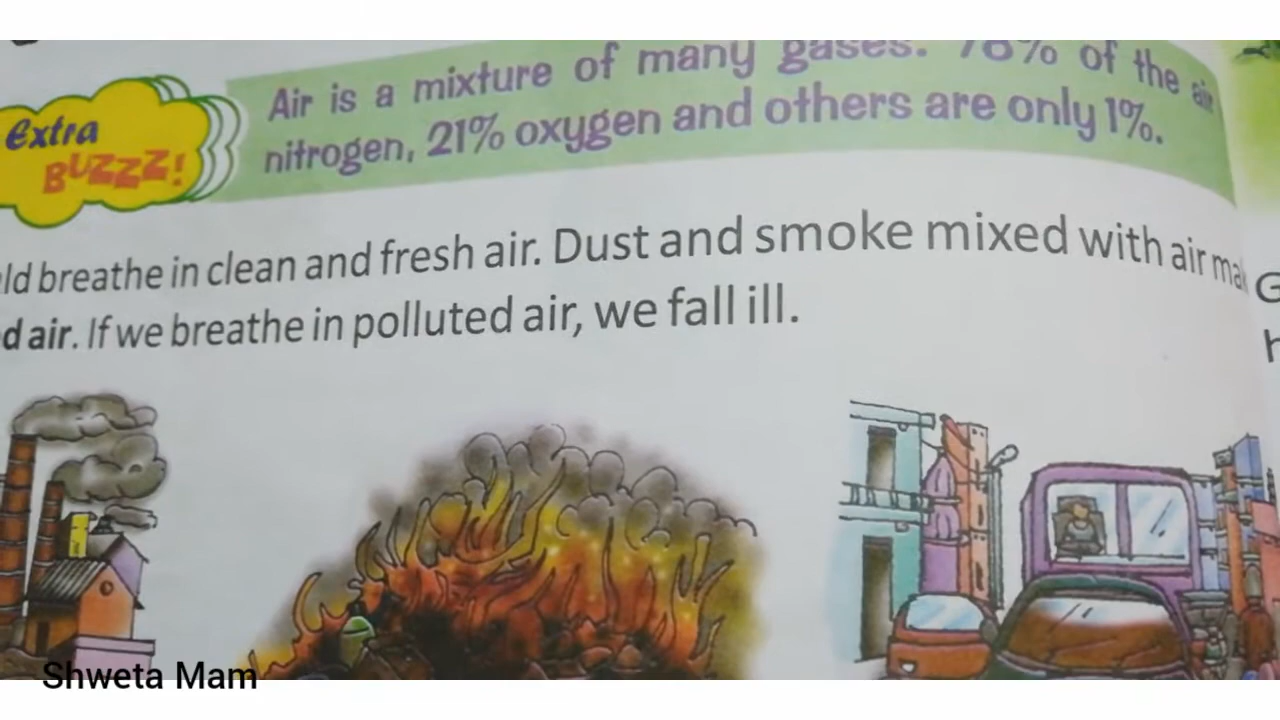 Extra
BUZZZ!
Air is a mixture of many gases. 78% of the air
nitrogen, 21% oxygen and others are only 1%.
ld breathe in clean and fresh air. Dust and smoke mixed with air ma
d air. If we breathe in polluted air, we fall ill.
G
h
Shweta Mam